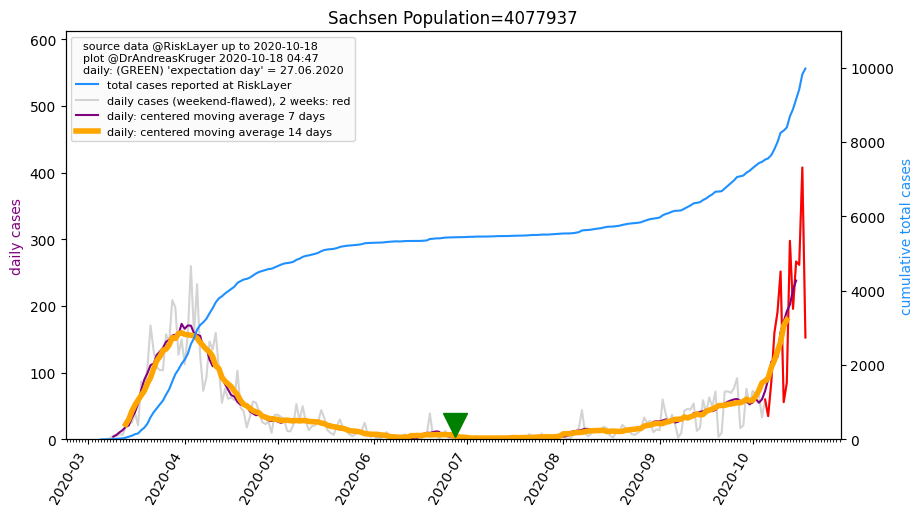 Sachsen Population=4077937
source data @RiskLayer up to 2020-10-18
plot @DrAndreasKruger 2020-10-18 04:47
daily: (GREEN) 'expectation day' = 27.06.2020
total cases reported at RiskLayer
daily cases (weekend-flawed), 2 weeks: red
daily: centered moving average 7 days
daily: centered moving average 14 days
daily cases
600
500
400
300
200
100
0
cumulative total cases
10000
8000
6000
4000
2000
0
2020-03
2020-04
2020-05
2020-06
2020-07
2020-08
2020-09
2020-10